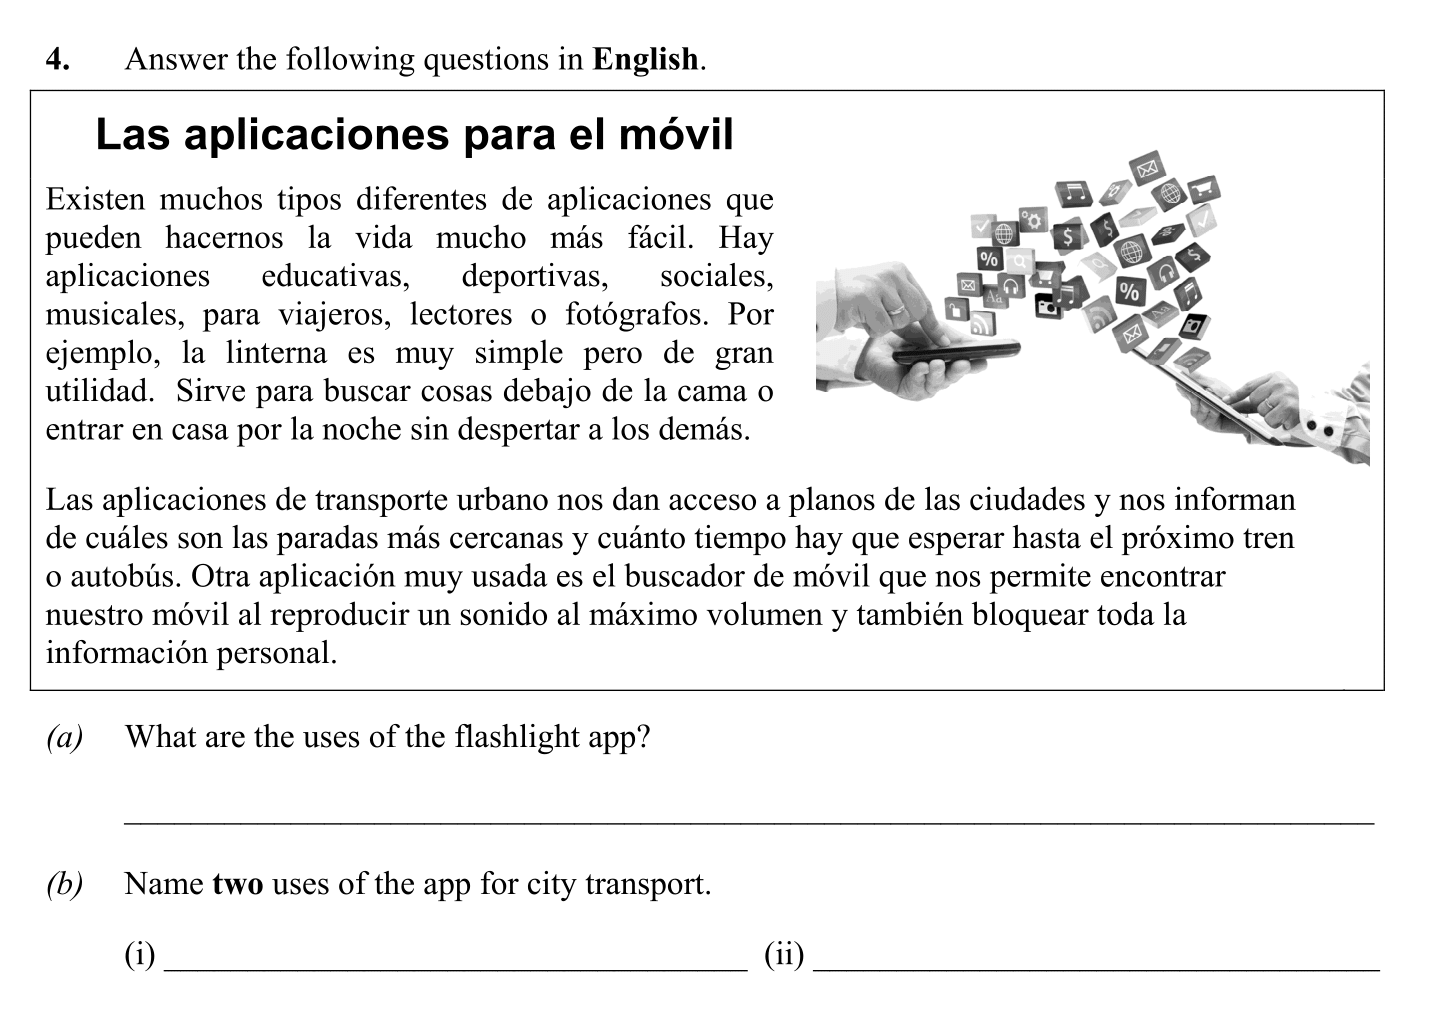 4. Answer the following questions in English.
Las aplicaciones para el móvil
Existen muchos tipos diferentes de aplicaciones que
pueden hacernos la vida mucho más fácil. Hay
aplicaciones educativas, deportivas, sociales,
musicales, para viajeros, lectores o fotógrafos. Por
ejemplo, la linterna es muy simple pero de gran
utilidad. Sirve para buscar cosas debajo de la cama o
entrar en casa por la noche sin despertar a los demás.
$ $ $
% %
Aa Aa
Las aplicaciones de transporte urbano nos dan acceso a planos de las ciudades y nos informan
de cuáles son las paradas más cercanas y cuánto tiempo hay que esperar hasta el próximo tren
o autobús. Otra aplicación muy usada es el buscador de móvil que nos permite encontrar
nuestro móvil al reproducir un sonido al máximo volumen y también bloquear toda la
información personal.
(a) What are the uses of the flashlight app?
(b) Name two uses of the app for city transport.
(i) ____________________ (ii) ____________________